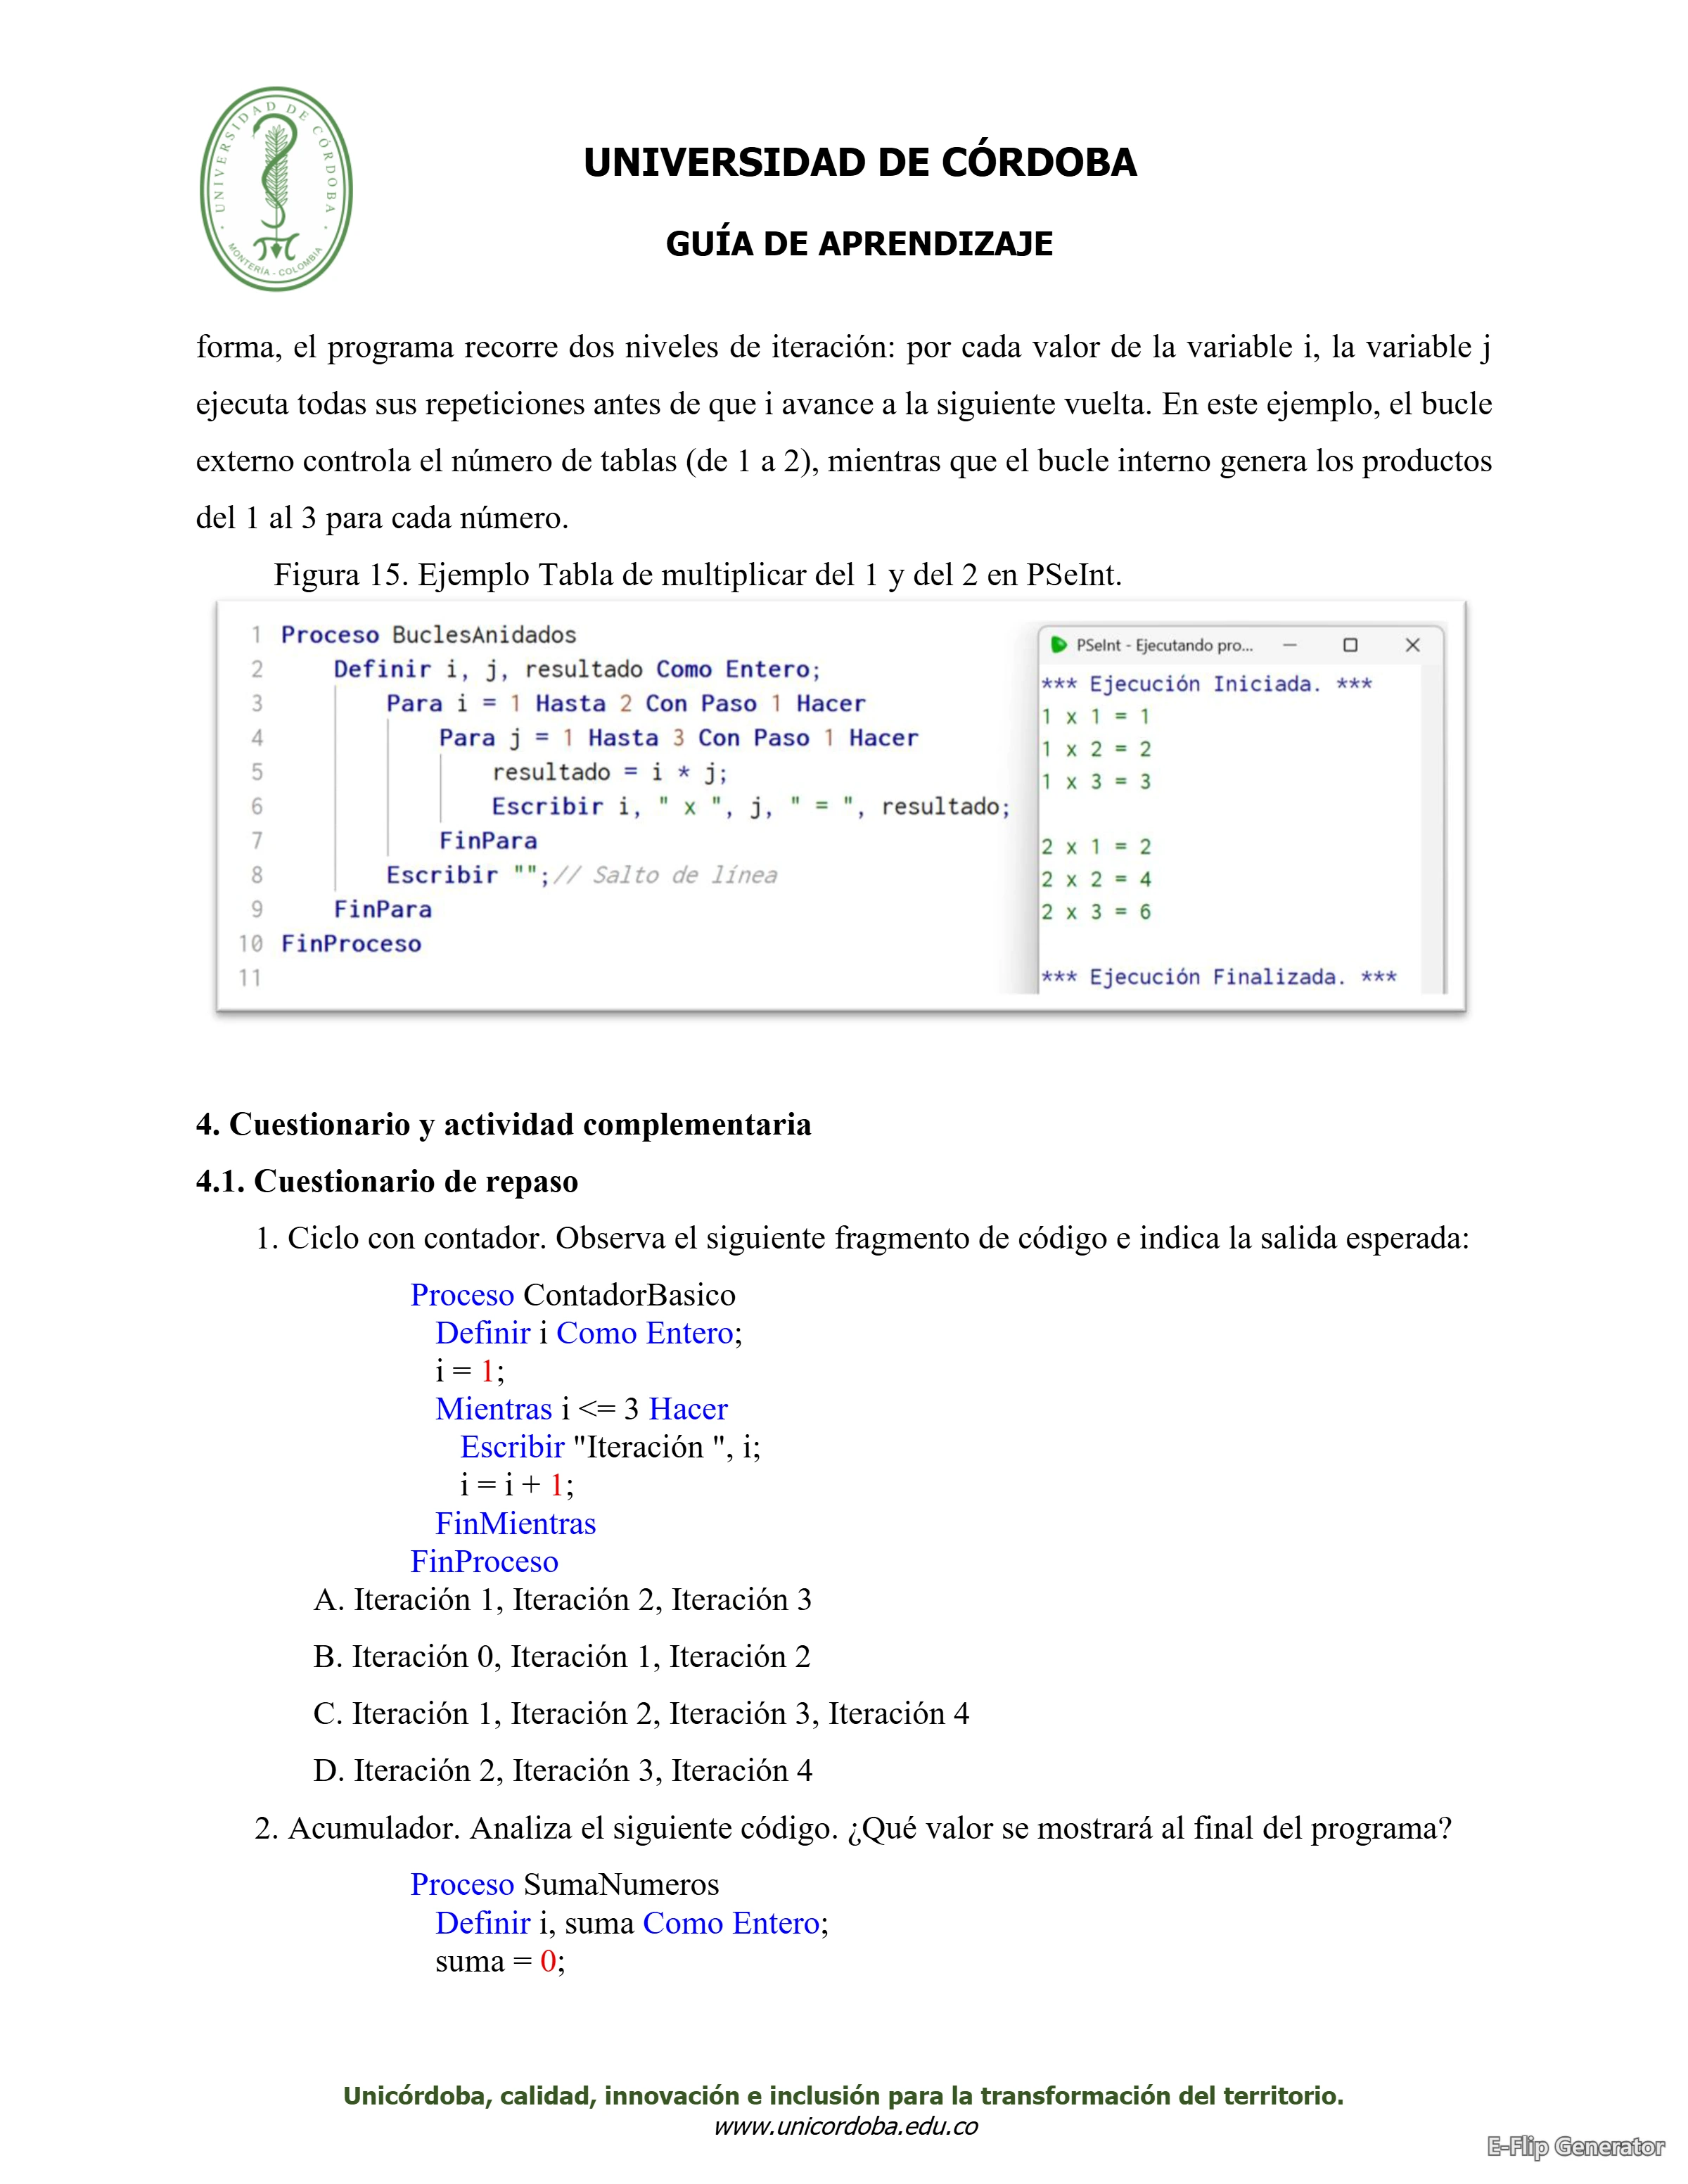 UNIVERSIDAD DE CÓRDOBA
MONTERÍA - COLOMBIA
UNIVERSIDAD DE CÓRDOBA
GUÍA DE APRENDIZAJE
forma, el programa recorre dos niveles de iteración: por cada valor de la variable i, la variable j
ejecuta todas sus repeticiones antes de que i avance a la siguiente vuelta. En este ejemplo, el bucle
externo controla el número de tablas (de 1 a 2), mientras que el bucle interno genera los productos
del 1 al 3 para cada número.
Figura 15. Ejemplo Tabla de multiplicar del 1 y del 2 en PSeInt.
1 Proceso BuclesAnidados
2 Definir i, j, resultado Como Entero;
3 Para i = 1 Hasta 2 Con Paso 1 Hacer
4 Para j = 1 Hasta 3 Con Paso 1 Hacer
5 resultado = i * j;
6 Escribir i, " x ", j, " = ", resultado;
7 FinPara
8 Escribir "";// Salto de línea
9 FinPara
10 FinProceso
11
PSeInt - Ejecutando pro...
*** Ejecución Iniciada. ***
1 x 1 = 1
1 x 2 = 2
1 x 3 = 3
2 x 1 = 2
2 x 2 = 4
2 x 3 = 6
*** Ejecución Finalizada. ***
4. Cuestionario y actividad complementaria
4.1. Cuestionario de repaso
1. Ciclo con contador. Observa el siguiente fragmento de código e indica la salida esperada:
Proceso ContadorBasico
Definir i Como Entero;
i = 1;
Mientras i <= 3 Hacer
Escribir "Iteración ", i;
i = i + 1;
FinMientras
FinProceso
A. Iteración 1, Iteración 2, Iteración 3
B. Iteración 0, Iteración 1, Iteración 2
C. Iteración 1, Iteración 2, Iteración 3, Iteración 4
D. Iteración 2, Iteración 3, Iteración 4
2. Acumulador. Analiza el siguiente código. ¿Qué valor se mostrará al final del programa?
Proceso SumaNumeros
Definir i, suma Como Entero;
suma = 0;
Unicórdoba, calidad, innovación e inclusión para la transformación del territorio.
www.unicordoba.edu.co
E-Flip Generator